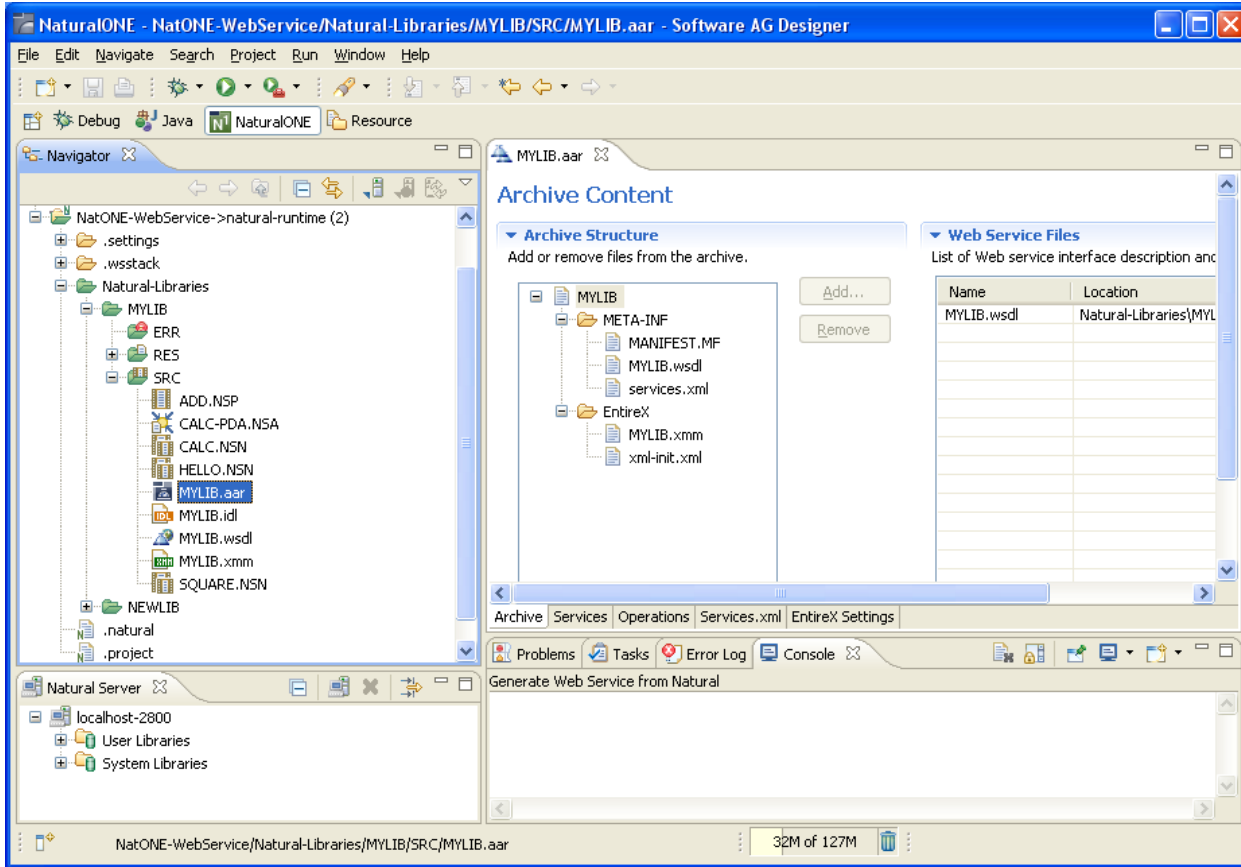 NaturalONE - NatONE-WebService/Natural-Libraries/MYLIB/SRC/MYLIB.aar - Software AG Designer
File Edit Navigate Search Project Run Window Help
Debug Java NaturalONE Resource
Navigator
NatONE-WebService->natural-runtime (2)
.settings
.wsstack
Natural-Libraries
MYLIB
ERR
RES
SRC
ADD.NSP
CALC-PDA.NSA
CALC.NSN
HELLO.NSN
MYLIB.aar
MYLIB.idl
MYLIB.wsdl
MYLIB.xmm
SQUARE.NSN
NEWLIB
.natural
.project
MYLIB.aar
Archive Content
Archive Structure
Add or remove files from the archive.
MYLIB
META-INF
MANIFEST.MF
MYLIB.wsdl
services.xml
EntireX
MYLIB.xmm
xml-init.xml
Add...
Remove
Web Service Files
List of Web service interface description and
Name Location
MYLIB.wsdl Natural-Libraries\MYL
Archive Services Operations Services.xml EntireX Settings
Natural Server
localhost-2800
User Libraries
System Libraries
Problems Tasks Error Log Console
Generate Web Service from Natural
NatONE-WebService/Natural-Libraries/MYLIB/SRC/MYLIB.aar
32M of 127M